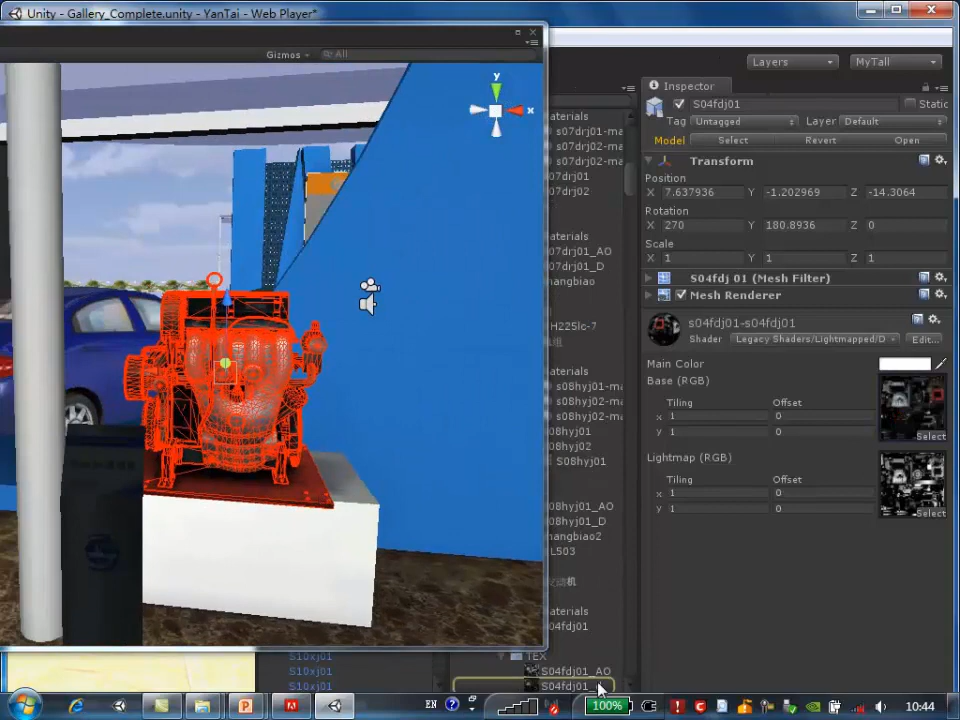 Unity - Gallery_Complete.unity - YanTai - Web Player*
Gizmos
All
y
x
Layers
MyTall
Inspector
S04fdj01
Static
Tag Untagged
Layer Default
Model Select Revert Open
Transform
Position
X 7.637936 Y -1.202969 Z -14.3064
Rotation
X 270 Y 180.8936 Z 0
Scale
X 1 Y 1 Z 1
S04fdj 01 (Mesh Filter)
Mesh Renderer
s04fdj01-s04fdj01
Shader Legacy Shaders/Lightmapped/D
Edit...
Main Color
Base (RGB)
Tiling Offset
x 1 0
y 1 0
Select
Lightmap (RGB)
Tiling Offset
x 1 0
y 1 0
Select
aterials
s07drj01-ma
s07drj02-ma
s07drj02-ma
s07drj01
s07drj02
aterials
07drj01_AO
07drj01_D
hangbiao
H225lc-7
机组
aterials
s08hyj01-ma
s08hyj02-ma
s08hyj02-ma
08hyj01
08hyj02
S08hyj01
08hyj01_AO
08hyj01_D
hangbiao2
L503
aterials
04fdj01
TEX
S04fdj01_AO
S04fdj01_
S10xj01
S10xj01
S10xj01
EN
100%
10:44